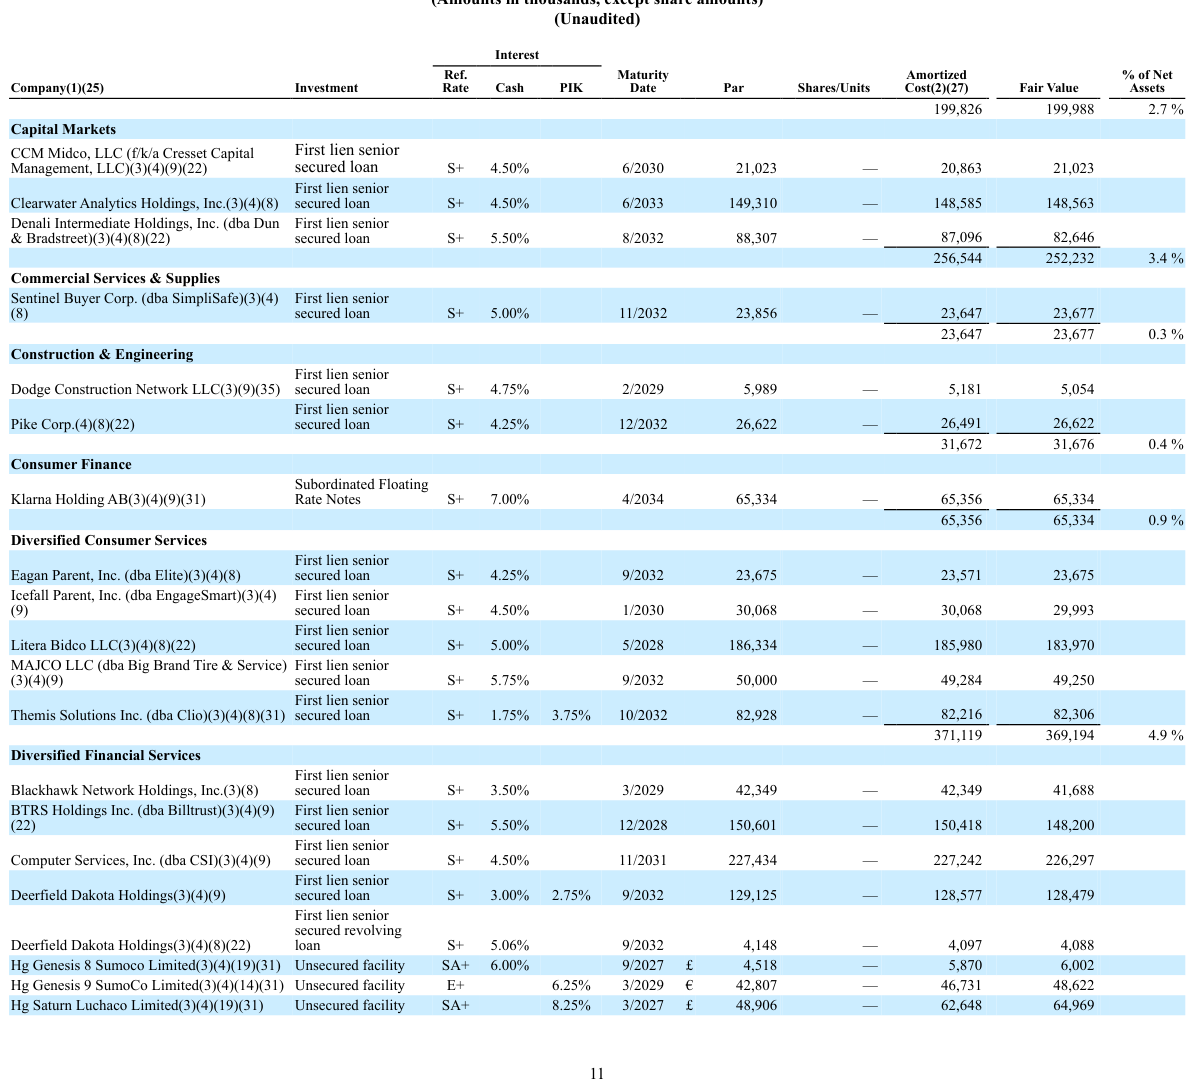 (Amounts in thousands, except share amounts)
(Unaudited)
Interest
Company(1)(25) Investment Ref. Rate Cash PIK Maturity Date Par Shares/Units Amortized Cost(2)(27) Fair Value % of Net Assets
199,826 199,988 2.7 %
Capital Markets
CCM Midco, LLC (f/k/a Cresset Capital Management, LLC)(3)(4)(9)(22) First lien senior secured loan S+ 4.50% 6/2030 21,023 — 20,863 21,023
Clearwater Analytics Holdings, Inc.(3)(4)(8) First lien senior secured loan S+ 4.50% 6/2033 149,310 — 148,585 148,563
Denali Intermediate Holdings, Inc. (dba Dun & Bradstreet)(3)(4)(8)(22) First lien senior secured loan S+ 5.50% 8/2032 88,307 — 87,096 82,646
256,544 252,232 3.4 %
Commercial Services & Supplies
Sentinel Buyer Corp. (dba SimpliSafe)(3)(4)(8) First lien senior secured loan S+ 5.00% 11/2032 23,856 — 23,647 23,677
23,647 23,677 0.3 %
Construction & Engineering
Dodge Construction Network LLC(3)(9)(35) First lien senior secured loan S+ 4.75% 2/2029 5,989 — 5,181 5,054
Pike Corp.(4)(8)(22) First lien senior secured loan S+ 4.25% 12/2032 26,622 — 26,491 26,622
31,672 31,676 0.4 %
Consumer Finance
Klarna Holding AB(3)(4)(9)(31) Subordinated Floating Rate Notes S+ 7.00% 4/2034 65,334 — 65,356 65,334
65,356 65,334 0.9 %
Diversified Consumer Services
Eagan Parent, Inc. (dba Elite)(3)(4)(8) First lien senior secured loan S+ 4.25% 9/2032 23,675 — 23,571 23,675
Icefall Parent, Inc. (dba EngageSmart)(3)(4)(9) First lien senior secured loan S+ 4.50% 1/2030 30,068 — 30,068 29,993
Litera Bidco LLC(3)(4)(8)(22) First lien senior secured loan S+ 5.00% 5/2028 186,334 — 185,980 183,970
MAJCO LLC (dba Big Brand Tire & Service)(3)(4)(9) First lien senior secured loan S+ 5.75% 9/2032 50,000 — 49,284 49,250
Themis Solutions Inc. (dba Clio)(3)(4)(8)(31) First lien senior secured loan S+ 1.75% 3.75% 10/2032 82,928 — 82,216 82,306
371,119 369,194 4.9 %
Diversified Financial Services
Blackhawk Network Holdings, Inc.(3)(8) First lien senior secured loan S+ 3.50% 3/2029 42,349 — 42,349 41,688
BTRS Holdings Inc. (dba Billtrust)(3)(4)(9)(22) First lien senior secured loan S+ 5.50% 12/2028 150,601 — 150,418 148,200
Computer Services, Inc. (dba CSI)(3)(4)(9) First lien senior secured loan S+ 4.50% 11/2031 227,434 — 227,242 226,297
Deerfield Dakota Holdings(3)(4)(9) First lien senior secured loan S+ 3.00% 2.75% 9/2032 129,125 — 128,577 128,479
Deerfield Dakota Holdings(3)(4)(8)(22) First lien senior secured revolving loan S+ 5.06% 9/2032 4,148 — 4,097 4,088
Hg Genesis 8 Sumoco Limited(3)(4)(19)(31) Unsecured facility SA+ 6.00% 9/2027 £ 4,518 — 5,870 6,002
Hg Genesis 9 SumoCo Limited(3)(4)(14)(31) Unsecured facility E+ 6.25% 3/2029 € 42,807 — 46,731 48,622
Hg Saturn Luchaco Limited(3)(4)(19)(31) Unsecured facility SA+ 8.25% 3/2027 £ 48,906 — 62,648 64,969
11